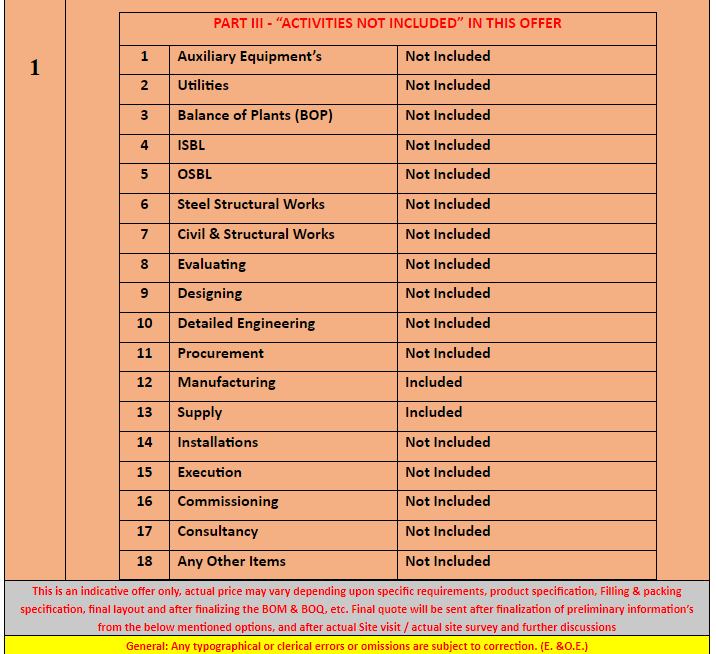 PART III - “ACTIVITIES NOT INCLUDED” IN THIS OFFER
1
1 Auxiliary Equipment’s Not Included
2 Utilities Not Included
3 Balance of Plants (BOP) Not Included
4 ISBL Not Included
5 OSBL Not Included
6 Steel Structural Works Not Included
7 Civil & Structural Works Not Included
8 Evaluating Not Included
9 Designing Not Included
10 Detailed Engineering Not Included
11 Procurement Not Included
12 Manufacturing Included
13 Supply Included
14 Installations Not Included
15 Execution Not Included
16 Commissioning Not Included
17 Consultancy Not Included
18 Any Other Items Not Included
This is an indicative offer only, actual price may vary depending upon specific requirements, product specification, Filling & packing
specification, final layout and after finalizing the BOM & BOQ, etc. Final quote will be sent after finalization of preliminary information’s
from the below mentioned options, and after actual Site visit / actual site survey and further discussions
General: Any typographical or clerical errors or omissions are subject to correction. (E. &O.E.)